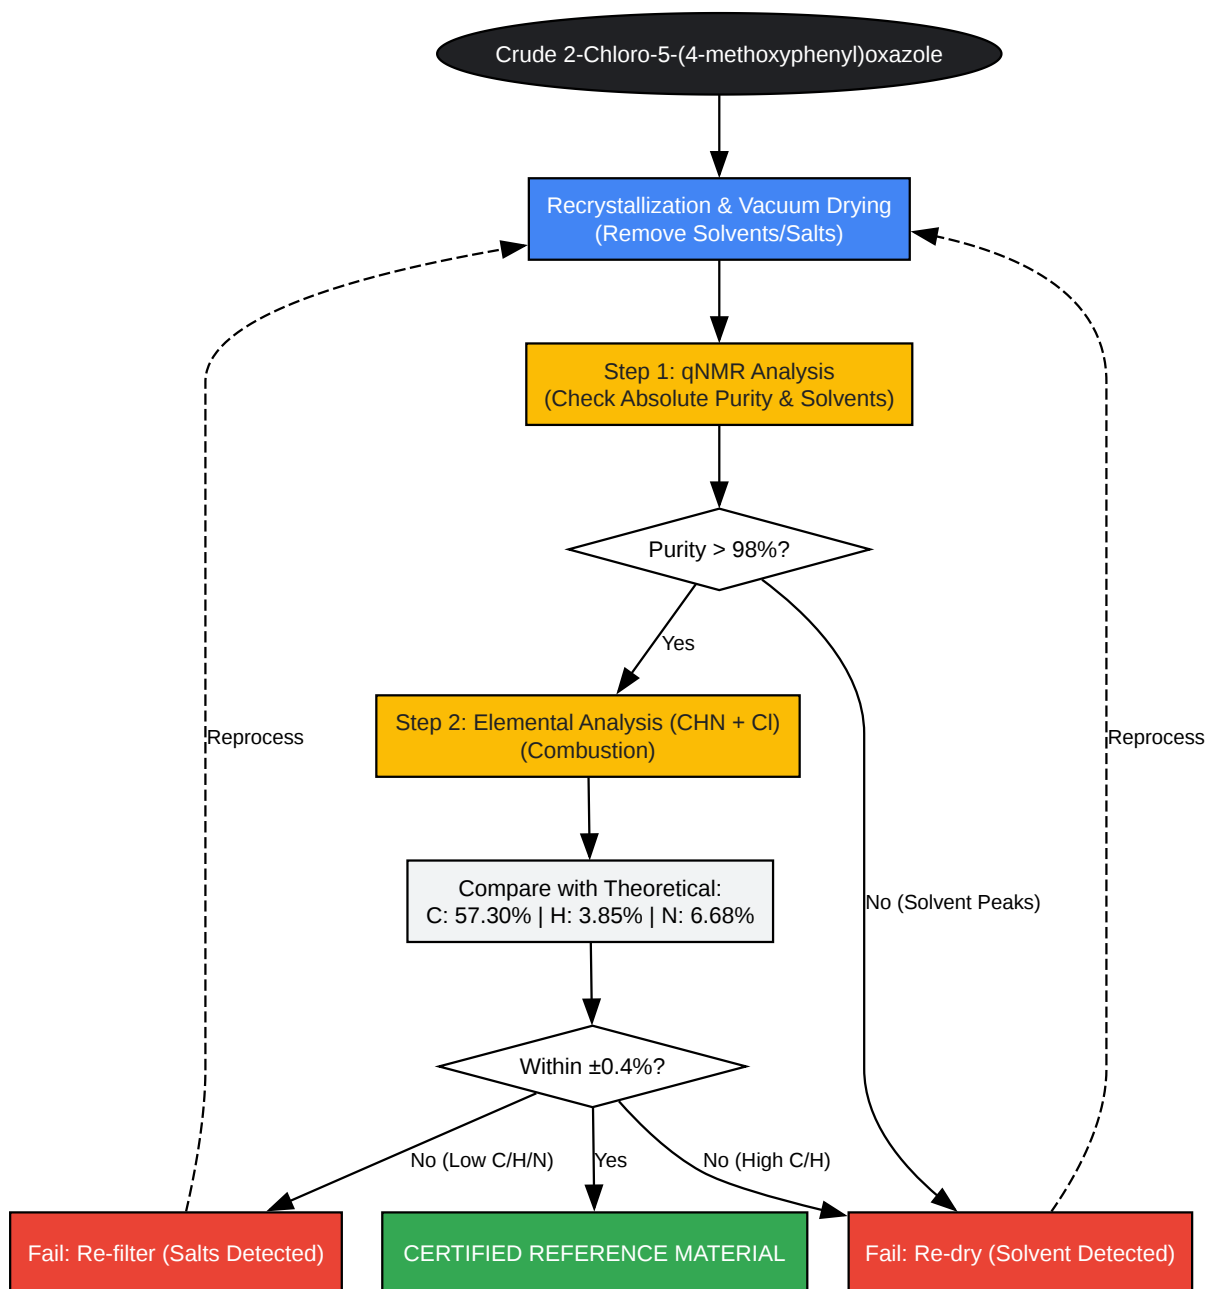 Crude 2-Chloro-5-(4-methoxyphenyl)oxazole
Recrystallization & Vacuum Drying
(Remove Solvents/Salts)
Step 1: qNMR Analysis
(Check Absolute Purity & Solvents)
Purity > 98%?
Yes
Step 2: Elemental Analysis (CHN + Cl)
(Combustion)
Reprocess
Reprocess
Compare with Theoretical:
C: 57.30% | H: 3.85% | N: 6.68%
No (Solvent Peaks)
Within ±0.4%?
No (Low C/H/N)
Yes
No (High C/H)
Fail: Re-filter (Salts Detected)
CERTIFIED REFERENCE MATERIAL
Fail: Re-dry (Solvent Detected)